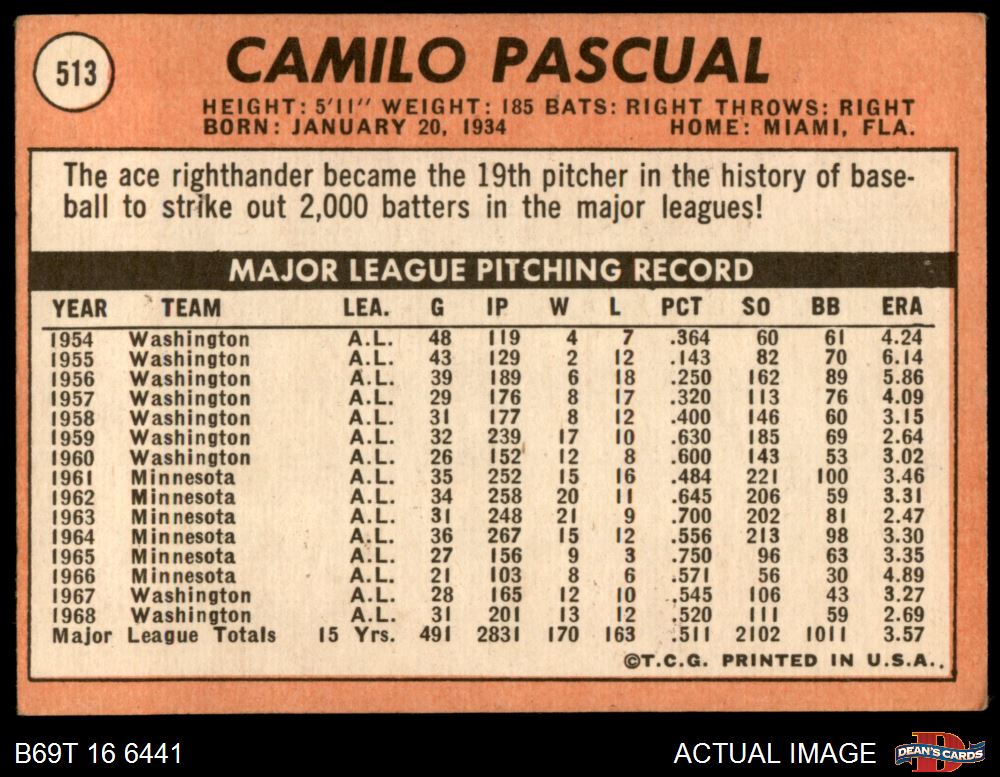 513
CAMILO PASCUAL
HEIGHT: 5'11" WEIGHT: 185 BATS: RIGHT THROWS: RIGHT
BORN: JANUARY 20, 1934 HOME: MIAMI, FLA.
The ace righthander became the 19th pitcher in the history of base-
ball to strike out 2,000 batters in the major leagues!
MAJOR LEAGUE PITCHING RECORD
YEAR TEAM LEA. G IP W L PCT SO BB ERA
1954 Washington A.L. 48 119 4 7 .364 60 61 4.24
1955 Washington A.L. 43 129 2 12 .143 82 70 6.14
1956 Washington A.L. 39 189 6 18 .250 162 89 5.86
1957 Washington A.L. 29 176 8 17 .320 113 76 4.09
1958 Washington A.L. 31 177 8 12 .400 146 60 3.15
1959 Washington A.L. 32 239 17 10 .630 185 69 2.64
1960 Washington A.L. 26 152 12 8 .600 143 53 3.02
1961 Minnesota A.L. 35 252 15 16 .484 221 100 3.46
1962 Minnesota A.L. 34 258 20 11 .645 206 59 3.31
1963 Minnesota A.L. 31 248 21 9 .700 202 81 2.47
1964 Minnesota A.L. 36 267 15 12 .556 213 98 3.30
1965 Minnesota A.L. 27 156 9 3 .750 96 63 3.35
1966 Minnesota A.L. 21 103 8 6 .571 56 30 4.89
1967 Washington A.L. 28 165 12 10 .545 106 43 3.27
1968 Washington A.L. 31 201 13 12 .520 111 59 2.69
Major League Totals 15 Yrs. 491 2831 170 163 .511 2102 1011 3.57
©T.C.G. PRINTED IN U.S.A.
B69T 16 6441
ACTUAL IMAGE
D
DEAN'S CARDS